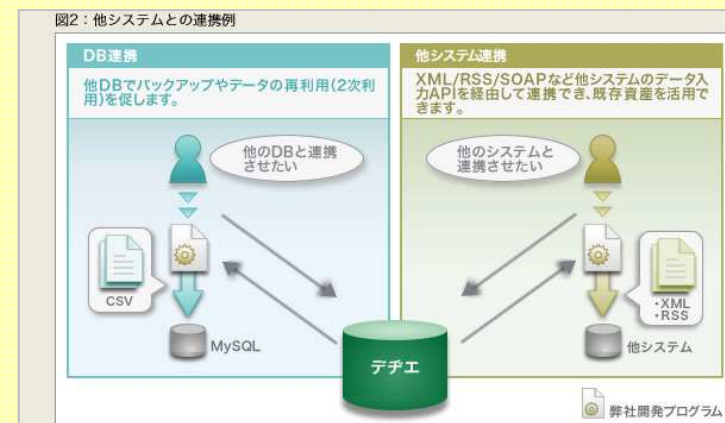 図2：他システムとの連携例
DB連携
他DBでバックアップやデータの再利用(2次利
用)を促します。
他のDBと連携
させたい
CSV
MySQL
他システム連携
XML/RSS/SOAPなど他システムのデータ入
力APIを経由して連携でき、既存資産を活用で
きます。
他のシステムと
連携させたい
・XML
・RSS
他システム
デヂエ
弊社開発プログラム